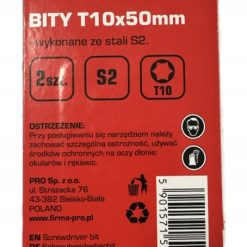 BITY T10x50mm
- wykonane ze stali S2.
2szt.
S2
T10
OSTRZEŻENIE:
Przy posługiwaniu się narzędziem należy
zachować szczególną ostrożność, używać
środków ochronnych na oczy dłonie:
okularów i rękawic.
PRO Sp. z o.o.
ul. Strażacka 76
43-382 Bielsko-Biała
POLAND
www.firma-pro.pl
EN Screwdriver bit
5 901571